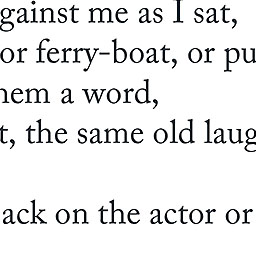 gainst me as I sat,
or ferry-boat, or pu
hem a word,
t, the same old laug
ack on the actor or